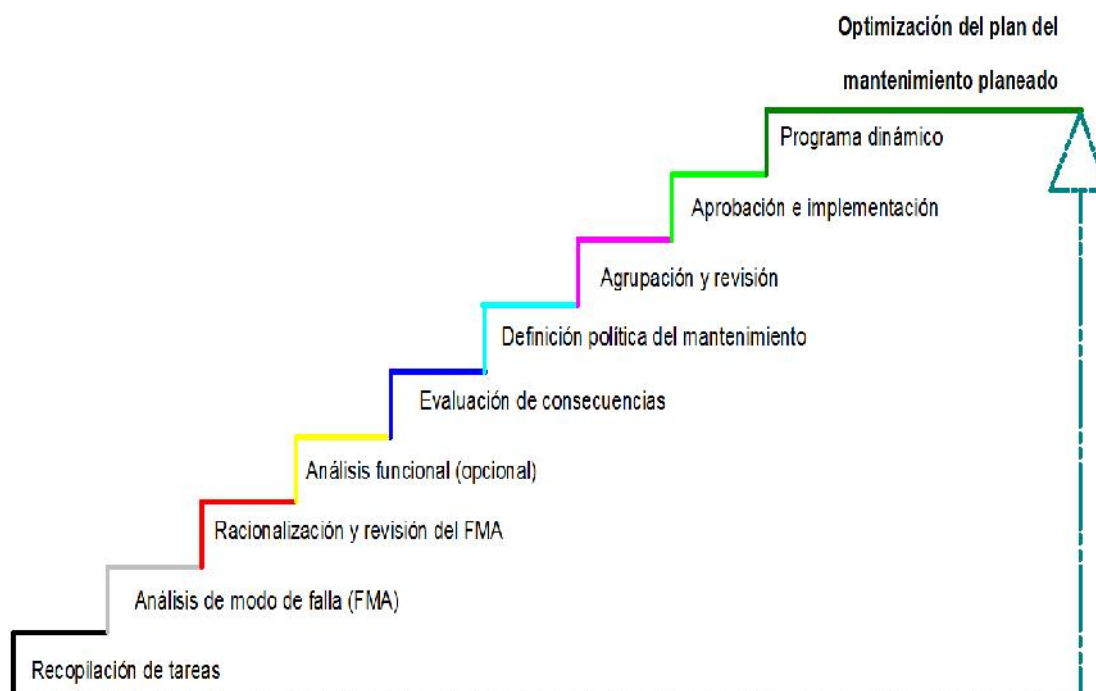 Optimización del plan del
mantenimiento planeado
Programa dinámico
Aprobación e implementación
Agrupación y revisión
Definición política del mantenimiento
Evaluación de consecuencias
Análisis funcional (opcional)
Racionalización y revisión del FMA
Análisis de modo de falla (FMA)
Recopilación de tareas